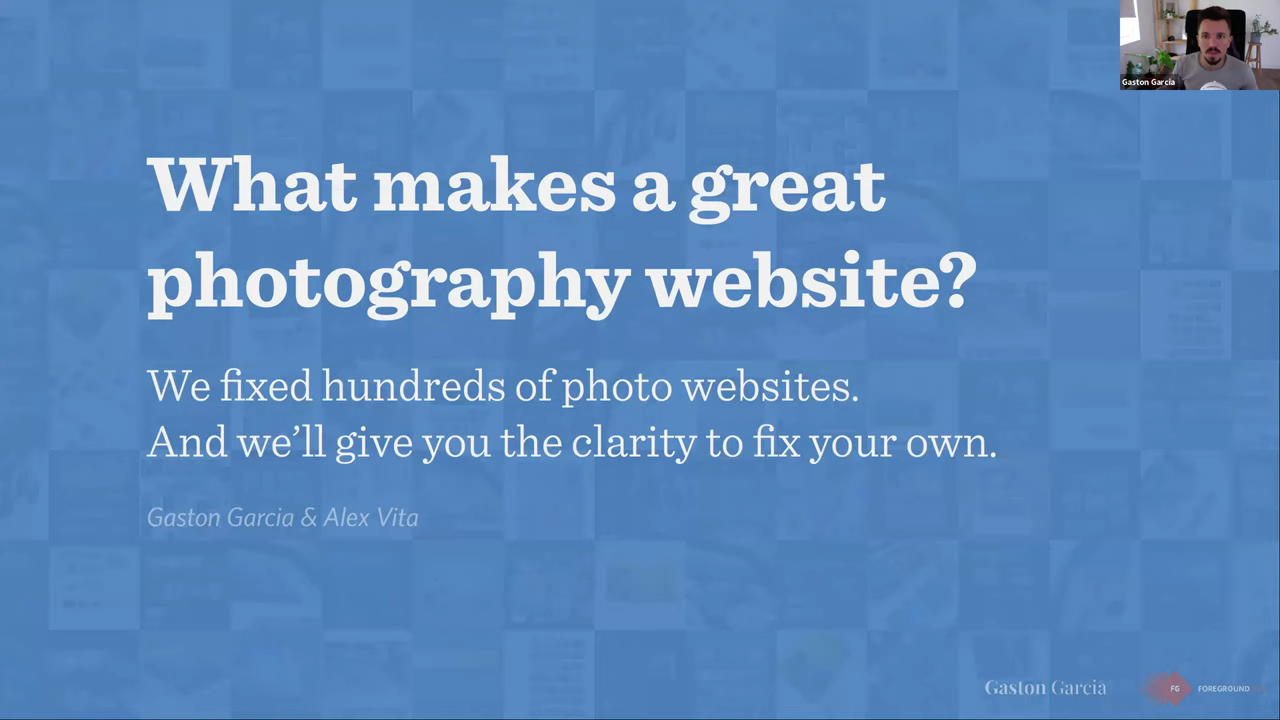 Gaston Garcia
What makes a great
photography website?
We fixed hundreds of photo websites.
And we’ll give you the clarity to fix your own.
Gaston Garcia & Alex Vita
Gaston Garcia
FG FOREGROUND